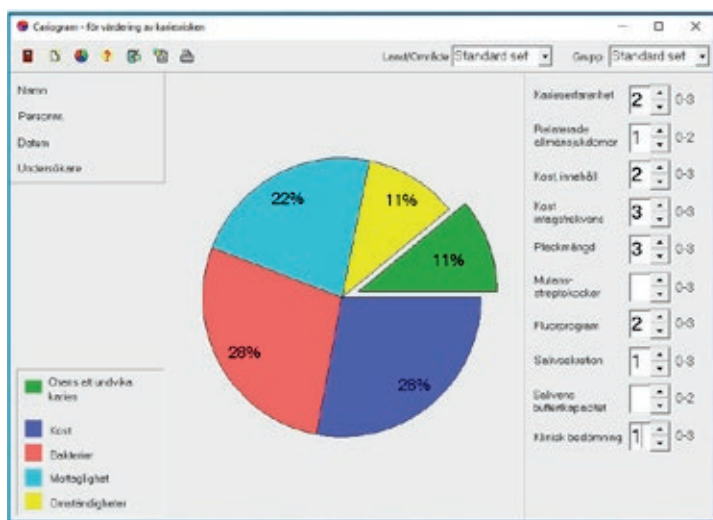 Cariogram - för värdering av kariesrisken
Land/Område Standard set
Grupp Standard set
Namn
Personnr.
Datum
Undersökare
22%
11%
11%
28%
28%
Chans att undvika
karies
Kost
Bakterier
Mottaglighet
Omständigheter
Karieserfarenhet 2 0-3
Relaterade
allmänsjukdomar 1 0-2
Kost, innehåll 2 0-3
Kost
intagsfrekvens 3 0-3
Plackmängd 3 0-3
Mutans-
streptokocker 0-3
Fluorprogram 2 0-3
Salivsekretion 1 0-3
Salivens
buffertkapacitet 0-2
Klinisk bedömning 1 0-3